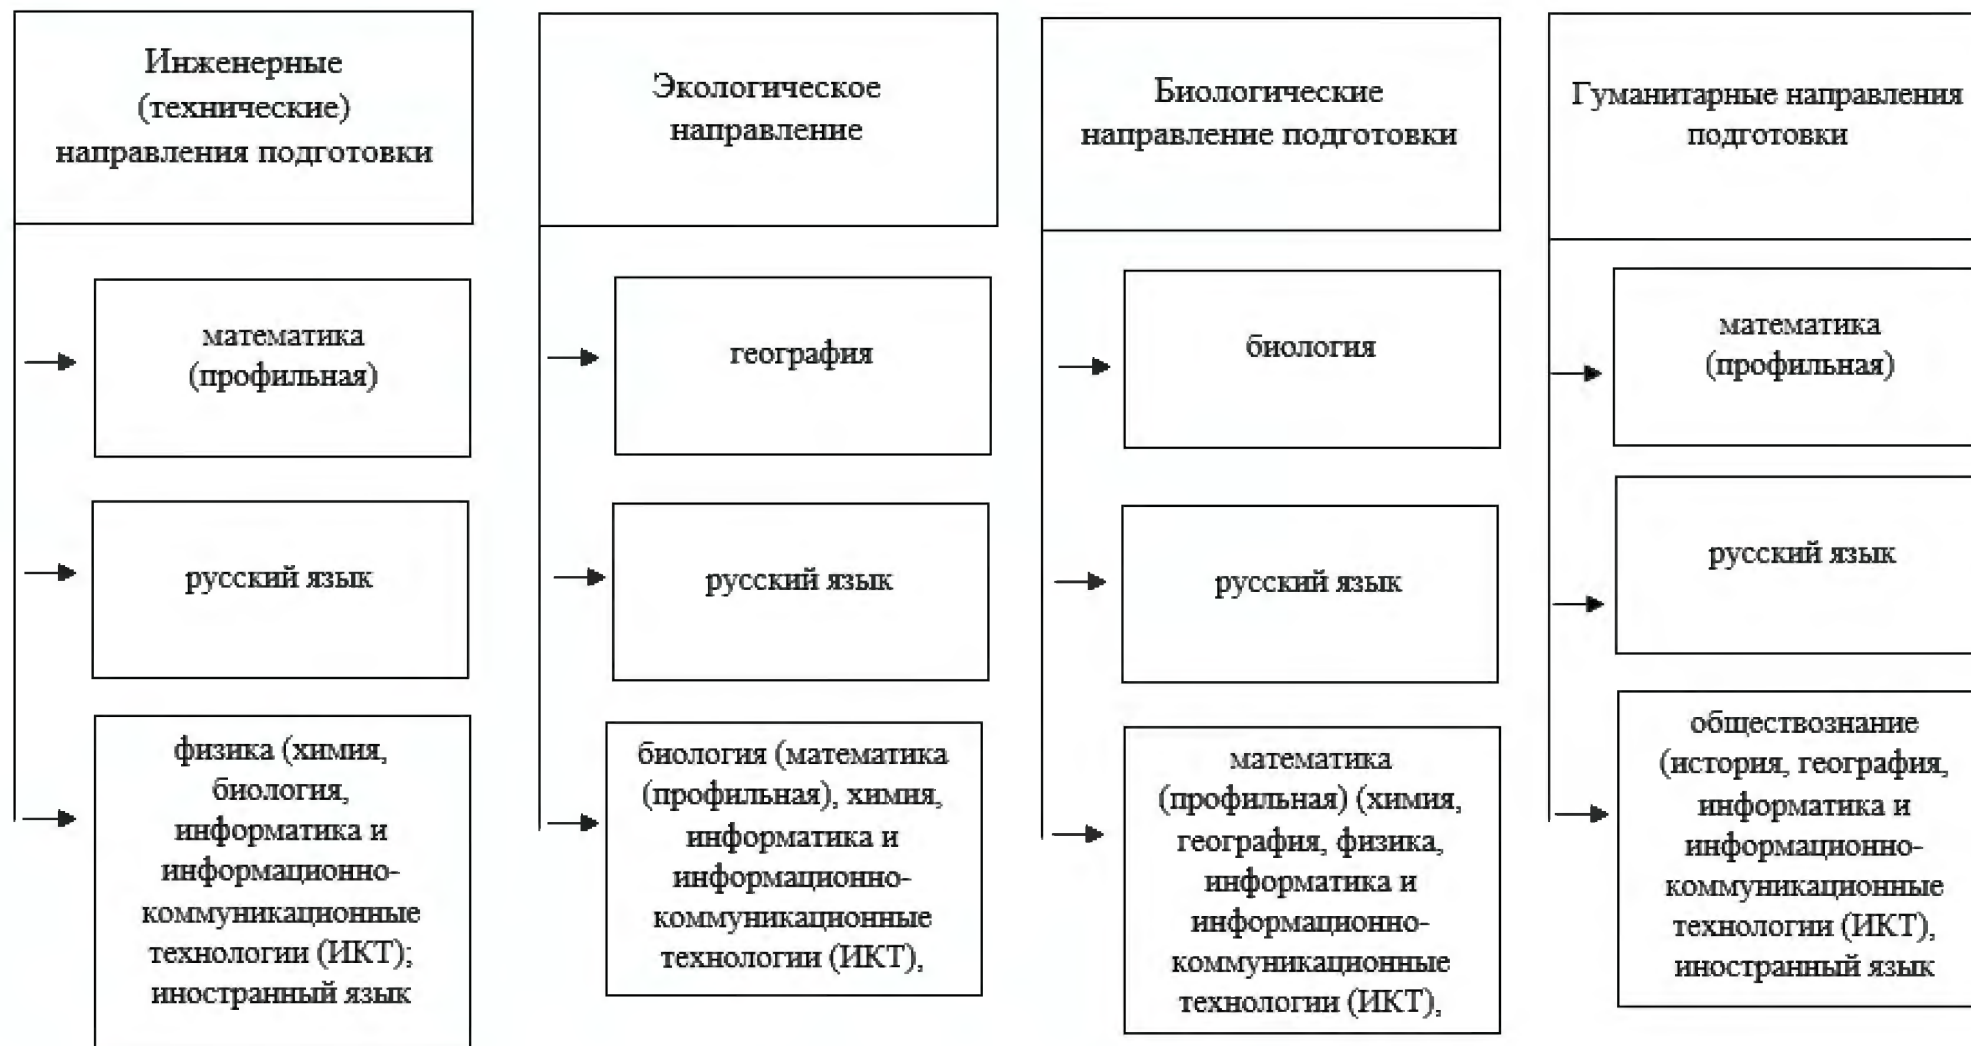 Инженерные
(технические)
направления подготовки
математика
(профильная)
русский язык
физика (химия,
биология,
информатика и
информационно-
коммуникационные
технологии (ИКТ);
иностранный язык
Экологическое
направление
география
русский язык
биология (математика
(профильная), химия,
информатика и
информационно-
коммуникационные
технологии (ИКТ),
Биологические
направление подготовки
биология
русский язык
математика
(профильная) (химия,
география, физика,
информатика и
информационно-
коммуникационные
технологии (ИКТ),
Гуманитарные направления
подготовки
математика
(профильная)
русский язык
обществознание
(история, география,
информатика и
информационно-
коммуникационные
технологии (ИКТ),
иностранный язык